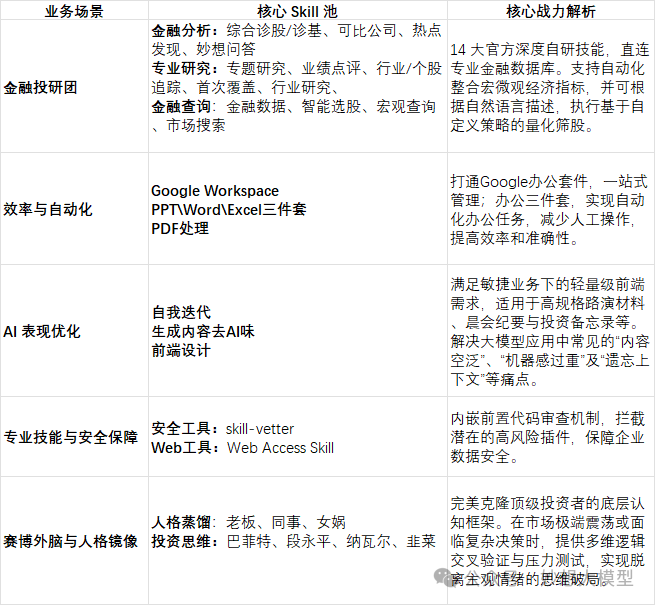 业务场景
核心 Skill 池
核心战力解析
金融投研团
金融分析：综合诊股/诊基、可比公司、热点
发现、妙想问答
专业研究：专题研究、业绩点评、行业/个股
追踪、首次覆盖、行业研究、
金融查询：金融数据、智能选股、宏观查询
、市场搜索
14 大官方深度自研技能，直连
专业金融数据库。支持自动化
整合宏微观经济指标，并可根
据自然语言描述，执行基于自
定义策略的量化筛股。
效率与自动化
Google Workspace
PPT\Word\Excel三件套
PDF处理
打通Google办公套件，一站式
管理；办公三件套，实现自动
化办公任务，减少人工操作，
提高效率和准确性。
AI 表现优化
自我迭代
生成内容去AI味
前端设计
满足敏捷业务下的轻量级前端
需求，适用于高规格路演材料
、晨会纪要与投资备忘录等。
解决大模型应用中常见的“内容
空泛”、“机器感过重”及“遗忘上
下文”等痛点。
专业技能与安全保障
安全工具：skill-vetter
Web工具：Web Access Skill
内嵌前置代码审查机制，拦截
潜在的高风险插件，保障企业
数据安全。
赛博外脑与人格镜像
人格蒸馏：老板、同事、女娲
投资思维：巴菲特、段永平、纳瓦尔、韭菜
完美克隆顶级投资者的底层认
知框架。在市场极端震荡或面
临复杂决策时，提供多维逻辑
交叉验证与压力测试，实现脱
离主观情绪的思维破局。
公众号
大模型